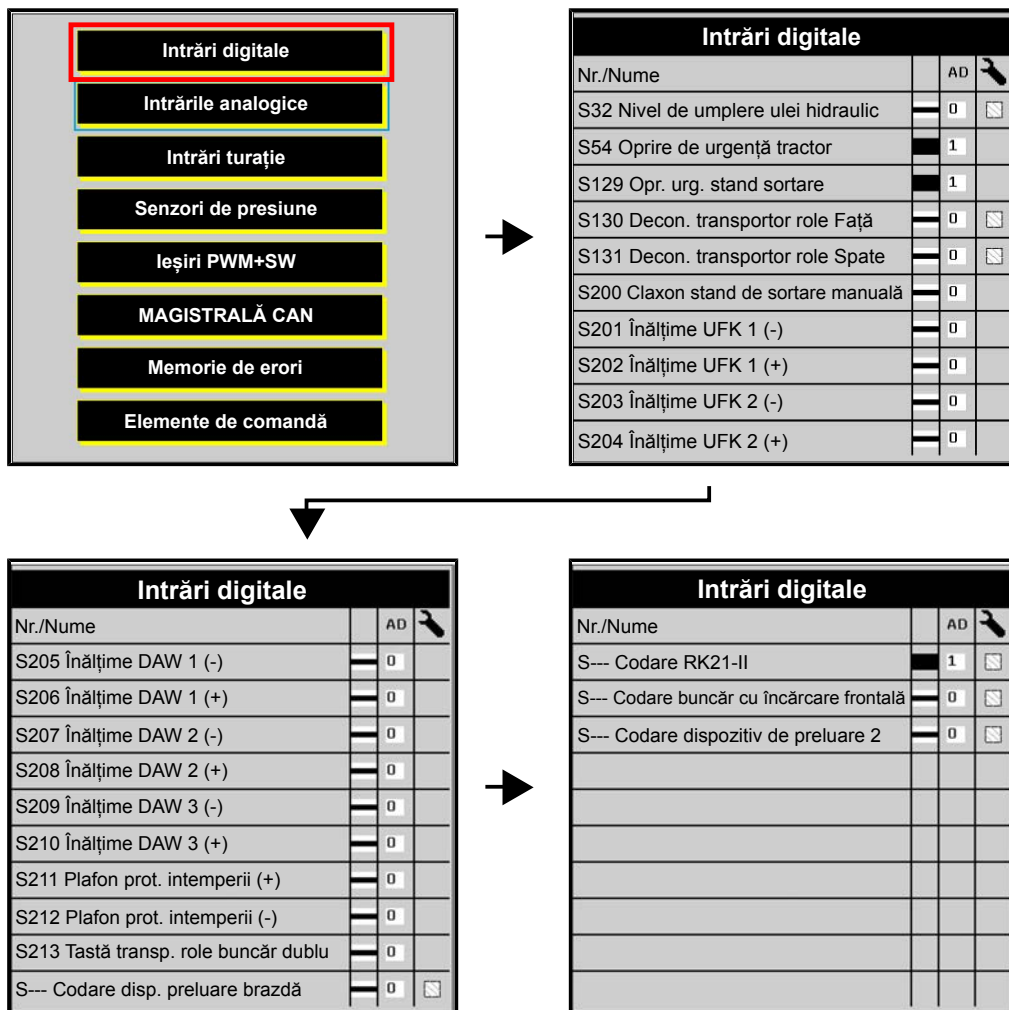 Intrări digitale
Intrările analogice
Intrări turație
Senzori de presiune
Ieșiri PWM+SW
MAGISTRALĂ CAN
Memorie de erori
Elemente de comandă
Intrări digitale
Nr./Nume AD
S32 Nivel de umplere ulei hidraulic 0
S54 Oprire de urgență tractor 1
S129 Opr. urg. stand sortare 1
S130 Decon. transportor role Față 0
S131 Decon. transportor role Spate 0
S200 Claxon stand de sortare manuală 0
S201 Înălțime UFK 1 (-) 0
S202 Înălțime UFK 1 (+) 0
S203 Înălțime UFK 2 (-) 0
S204 Înălțime UFK 2 (+) 0
Intrări digitale
Nr./Nume AD
S205 Înălțime DAW 1 (-) 0
S206 Înălțime DAW 1 (+) 0
S207 Înălțime DAW 2 (-) 0
S208 Înălțime DAW 2 (+) 0
S209 Înălțime DAW 3 (-) 0
S210 Înălțime DAW 3 (+) 0
S211 Plafon prot. intemperii (+) 0
S212 Plafon prot. intemperii (-) 0
S213 Tastă transp. role buncăr dublu 0
S--- Codare disp. preluare brazdă 0
Intrări digitale
Nr./Nume AD
S--- Codare RK21-II 1
S--- Codare buncăr cu încărcare frontală 0
S--- Codare dispozitiv de preluare 2 0